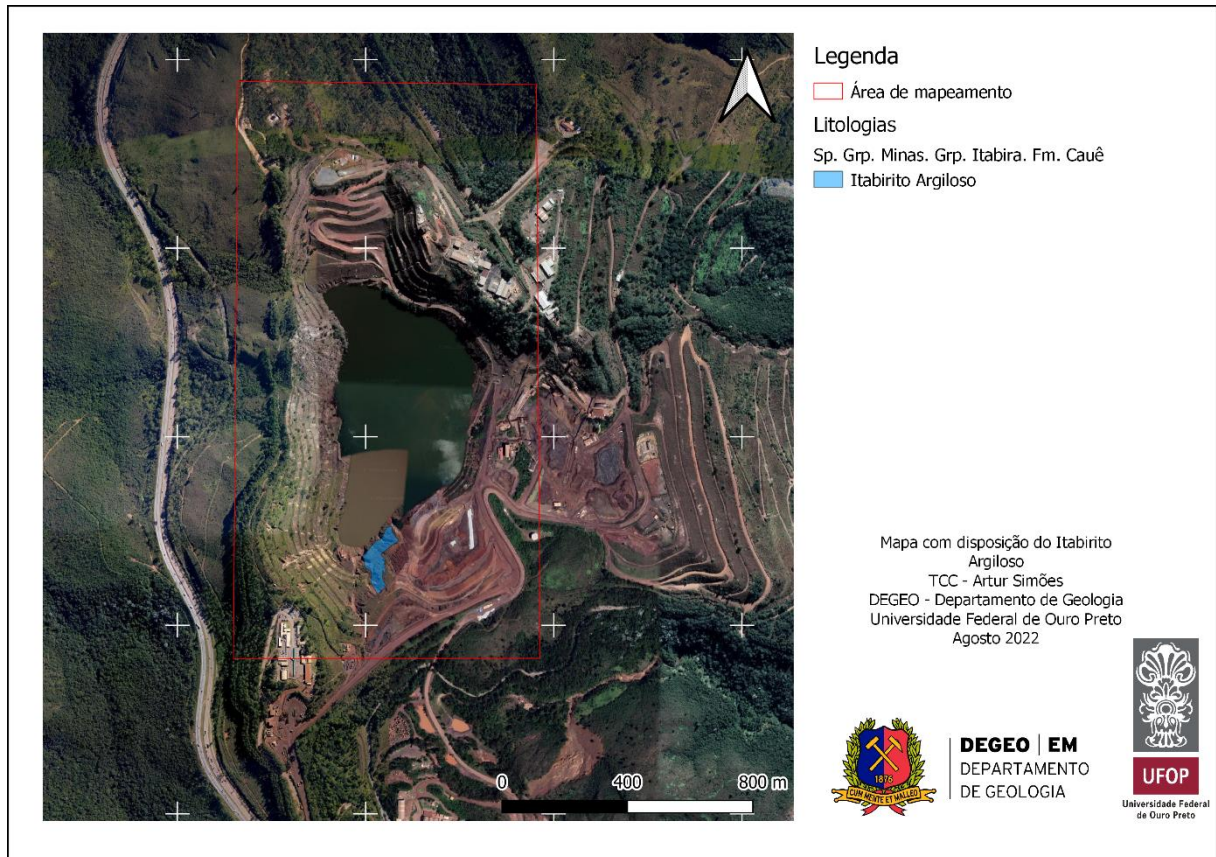 Legenda
Área de mapeamento
Litologias
Sp. Grp. Minas. Grp. Itabira. Fm. Cauê
Itabirito Argiloso
Mapa com disposição do Itabirito
Argiloso
TCC - Artur Simões
DEGEO - Departamento de Geologia
Universidade Federal de Ouro Preto
Agosto 2022
0 400 800 m
1876
CUM MENTE ET MALLEO
DEGEO | EM
DEPARTAMENTO
DE GEOLOGIA
UFOP
Universidade Federal
de Ouro Preto